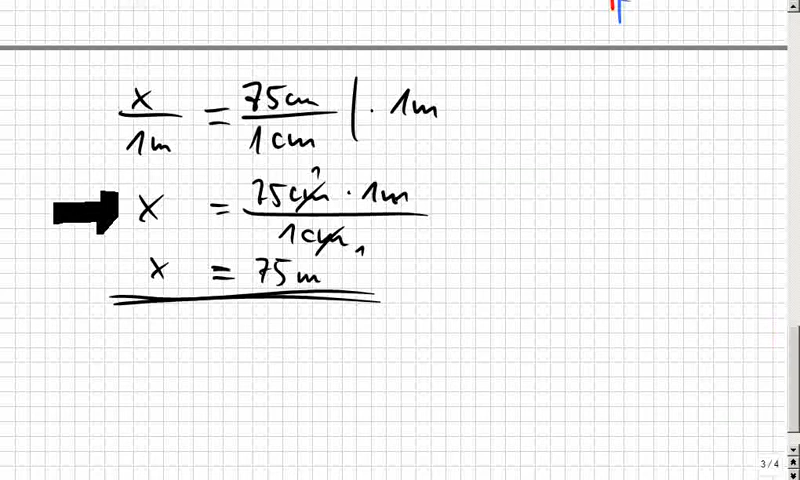 x/1m = 75cm/1cm | · 1m
x = 75cm · 1m/1cm
x = 75m
3 / 4